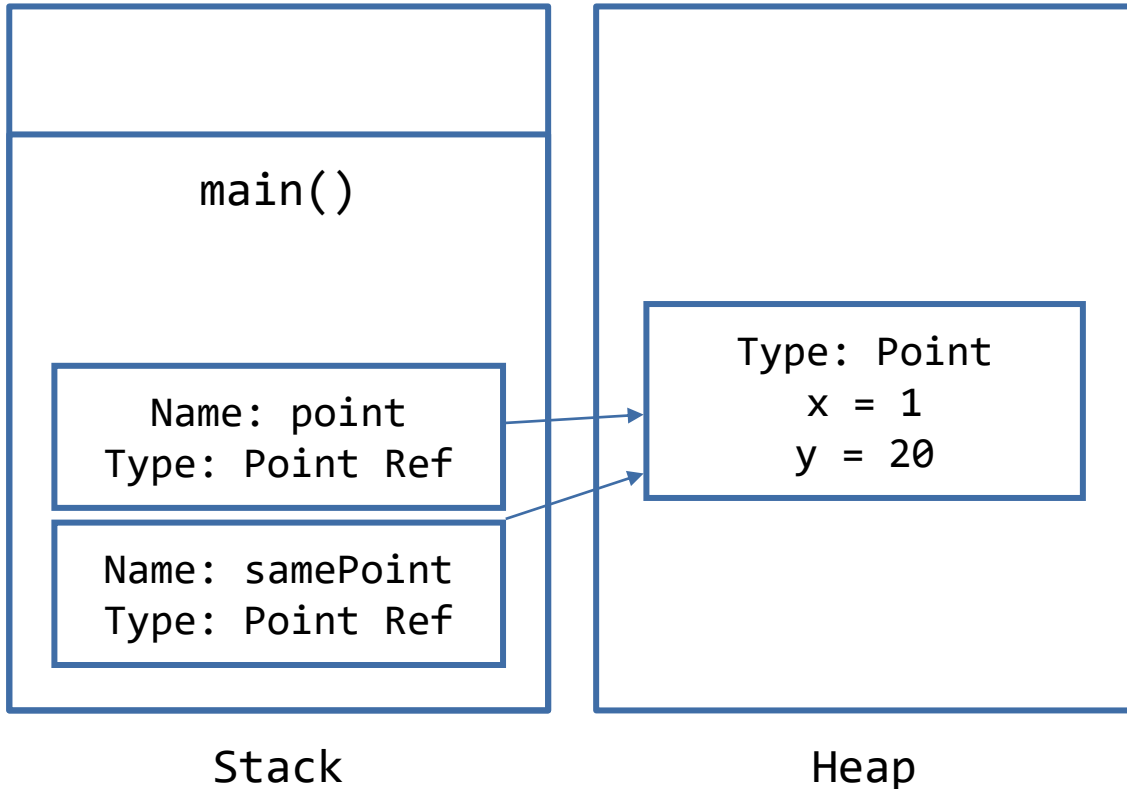 main()
Name: point
Type: Point Ref
Name: samePoint
Type: Point Ref
Stack
Type: Point
x = 1
y = 20
Heap